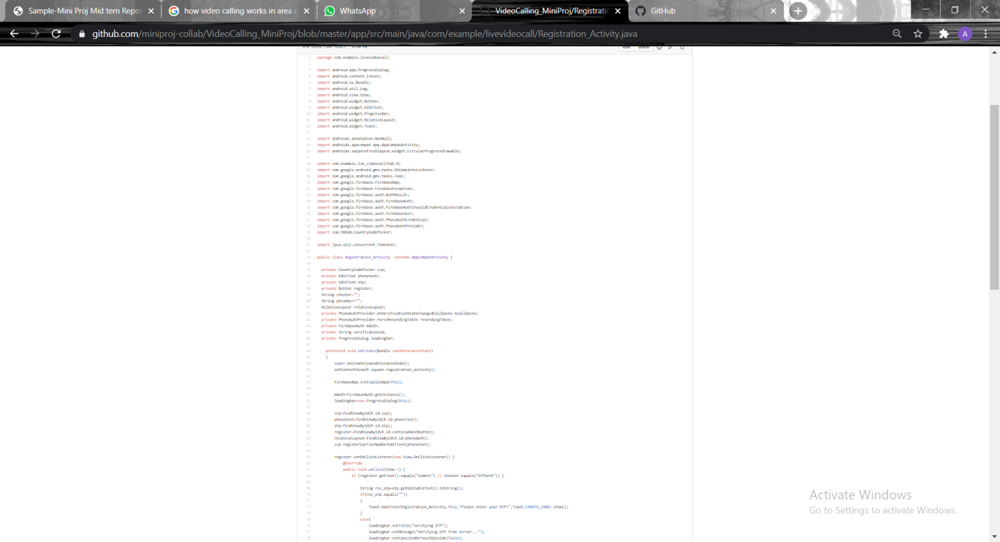 Sample-Mini Proj Mid tern Repor
how video calling works in area
WhatsApp
VideoCalling_MiniProj/Registratic
GitHub
github.com/miniproj-collab/VideoCalling_MiniProj/blob/master/app/src/main/java/com/example/livevideocall/Registration_Activity.java
A
1 package com.example.livevideocall;
2
3 import android.app.ProgressDialog;
4 import android.content.Intent;
5 import android.os.Bundle;
6 import android.util.Log;
7 import android.view.View;
8 import android.widget.Button;
9 import android.widget.EditText;
10 import android.widget.ProgressBar;
11 import android.widget.RelativeLayout;
12 import android.widget.Toast;
13
14 import androidx.annotation.NonNull;
15 import androidx.appcompat.app.AppCompatActivity;
16 import androidx.swiperefreshlayout.widget.CircularProgressDrawable;
17
18 import com.example.lve_videocallchat.R;
19 import com.google.android.gms.tasks.OnCompleteListener;
20 import com.google.android.gms.tasks.Task;
21 import com.google.firebase.FirebaseApp;
22 import com.google.firebase.FirebaseException;
23 import com.google.firebase.auth.AuthResult;
24 import com.google.firebase.auth.FirebaseAuth;
25 import com.google.firebase.auth.FirebaseAuthInvalidCredentialsException;
26 import com.google.firebase.auth.FirebaseUser;
27 import com.google.firebase.auth.PhoneAuthCredential;
28 import com.google.firebase.auth.PhoneAuthProvider;
29 import com.hbb20.CountryCodePicker;
30
31 import java.util.concurrent.TimeUnit;
32
33 public class Registration_Activity extends AppCompatActivity {
34
35 private CountryCodePicker ccp;
36 private EditText phonetext;
37 private EditText otp;
38 private Button register;
39 String checker="";
40 String phnumber="";
41 RelativeLayout relativeLayout;
42 private PhoneAuthProvider.OnVerificationStateChangedCallbacks mcallbacks;
43 private PhoneAuthProvider.ForceResendingToken resendingToken;
44 private FirebaseAuth mAuth;
45 private String verificationid;
46 private ProgressDialog loadingbar;
47
48 protected void onCreate(Bundle savedInstanceState)
49 {
50 super.onCreate(savedInstanceState);
51 setContentView(R.layout.registration_activity);
52
53 FirebaseApp.initializeApp(this);
54
55 mAuth=FirebaseAuth.getInstance();
56 loadingbar=new ProgressDialog(this);
57
58 ccp=findViewById(R.id.ccp);
59 phonetext=findViewById(R.id.phoneText);
60 otp=findViewById(R.id.otp);
61 register=findViewById(R.id.continueNextButton);
62 relativeLayout=findViewById(R.id.phoneAuth);
63 ccp.registerCarrierNumberEditText(phonetext);
64
65 register.setOnClickListener(new View.OnClickListener() {
66 @Override
67 public void onClick(View v) {
68 if (register.getText().equals("Submit") || checker.equals("OTPSent")) {
69
70 String rec_otp=otp.getEditableText().toString();
71 if(rec_otp.equals(""))
72 {
73 Toast.makeText(Registration_Activity.this,"Please enter your OTP!",Toast.LENGTH_LONG).show();
74 }
75 else{
76 loadingbar.setTitle("Verifying OTP");
77 loadingbar.setMessage("Verifying OTP from server...");
78 loadingbar.setCanceledOnTouchOutside(false);
Activate Windows
Go to Settings to activate Windows.